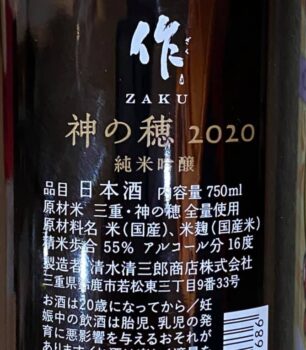 作
ざく
ZAKU
神の穂 2020
純米吟醸
品目 日本酒 内容量 750ml
原材米 三重・神の穂 全量使用
原材料名 米(国産)、米麹(国産米)
精米歩合 55% アルコール分 16度
製造者 清水清三郎商店株式会社
三重県鈴鹿市若松東三丁目9番33号
お酒は20歳になってから／妊
娠中の飲酒は胎児、乳児の発
育に悪影響を与えるおそれが